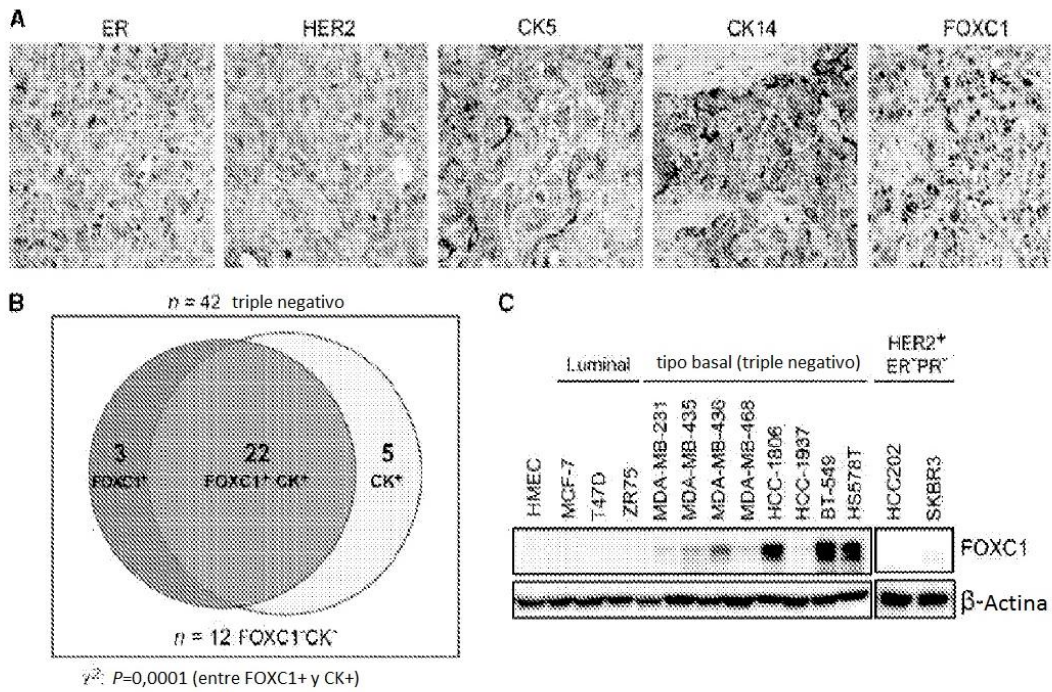 A
ER HER2 CK5 CK14 FOXC1
B
n = 42 triple negativo
3
FOXC1⁺
22
FOXC1⁺ CK⁺
5
CK⁺
n = 12 FOXC1⁻CK⁻
P=0,0001 (entre FOXC1+ y CK+)
C
Luminal
tipo basal (triple negativo)
HER2⁺
ER⁻PR⁻
HMEC
MCF-7
T47D
ZR75
MDA-MB-231
MDA-MB-435
MDA-MB-436
MDA-MB-468
HCC-1806
HCC-1937
BT-549
HS578T
HCC202
SKBR3
FOXC1
β-Actina